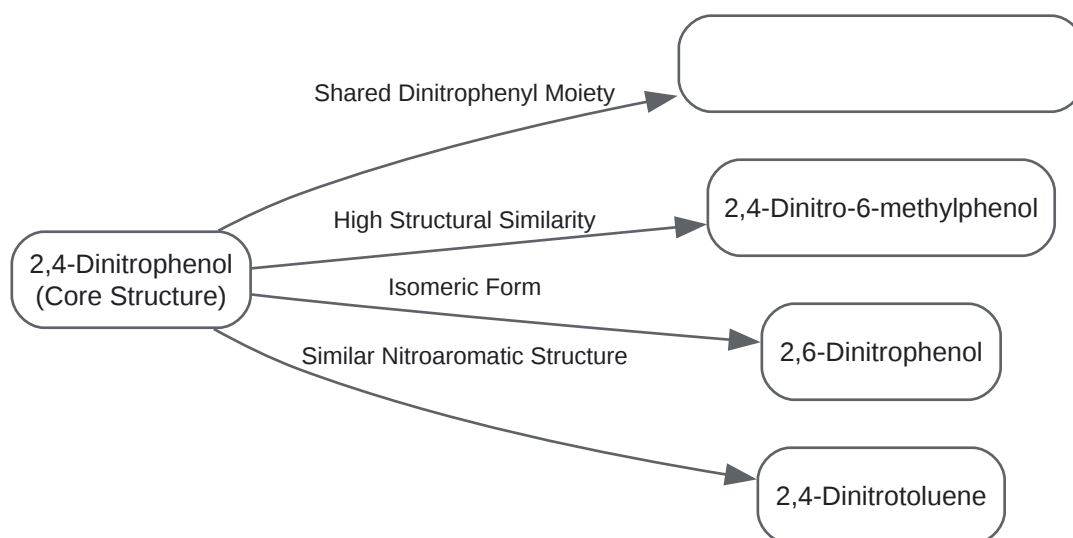 Shared Dinitrophenyl Moiety
High Structural Similarity
2,4-Dinitro-6-methylphenol
2,4-Dinitrophenol
(Core Structure)
Isomeric Form
2,6-Dinitrophenol
Similar Nitroaromatic Structure
2,4-Dinitrotoluene